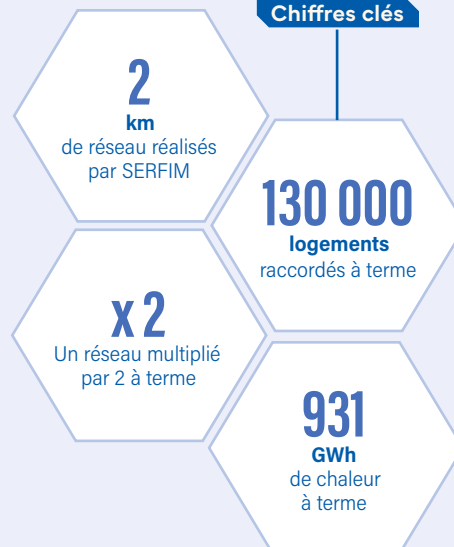 Chiffres clés
2
km
de réseau réalisés
par SERFIM
130 000
logements
raccordés à terme
x 2
Un réseau multiplié
par 2 à terme
931
GWh
de chaleur
à terme